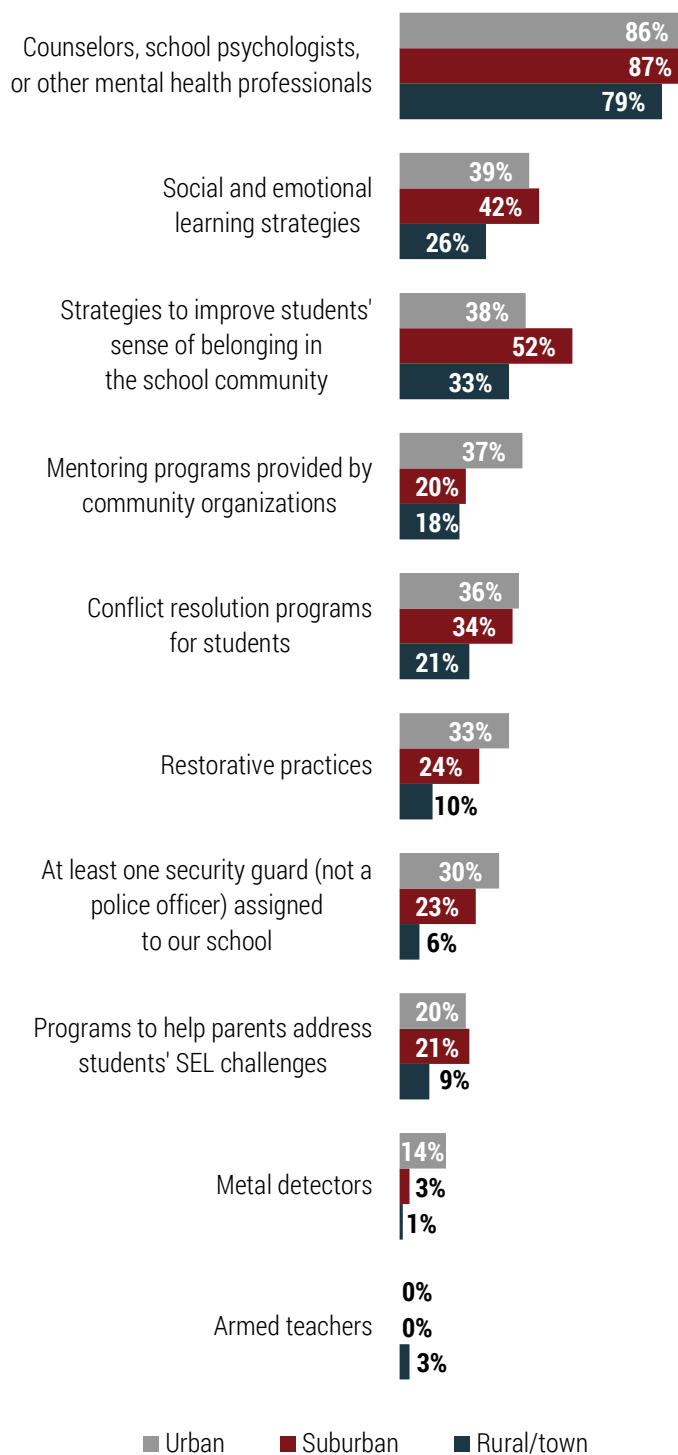 86%
Counselors, school psychologists,
87%
or other mental health professionals
79%
39%
Social and emotional
42%
learning strategies
26%
Strategies to improve students'
38%
sense of belonging in
52%
the school community
33%
37%
Mentoring programs provided by
20%
community organizations
18%
36%
Conflict resolution programs
34%
for students
21%
33%
Restorative practices
24%
10%
At least one security guard (not a
30%
police officer) assigned
23%
to our school
6%
20%
Programs to help parents address
21%
students' SEL challenges
9%
14%
Metal detectors
3%
1%
0%
Armed teachers
0%
3%
Urban Suburban Rural/town